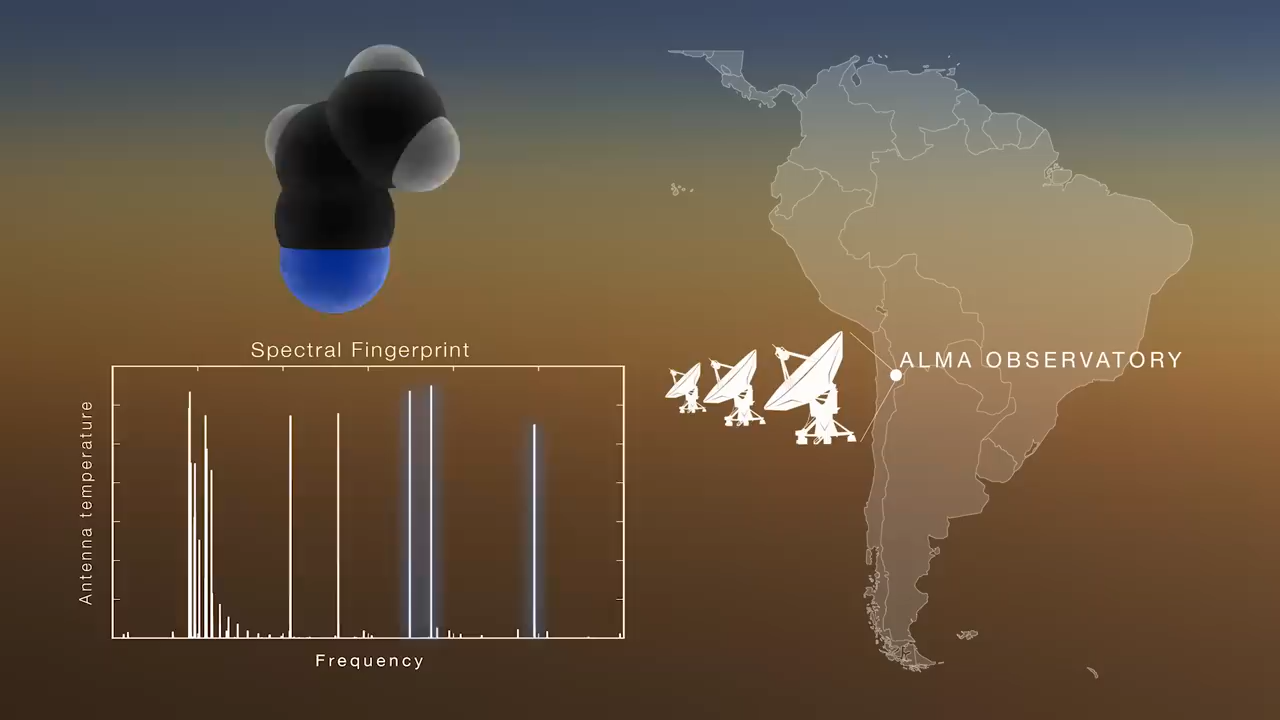 Spectral Fingerprint
Antenna temperature
Frequency
ALMA OBSERVATORY